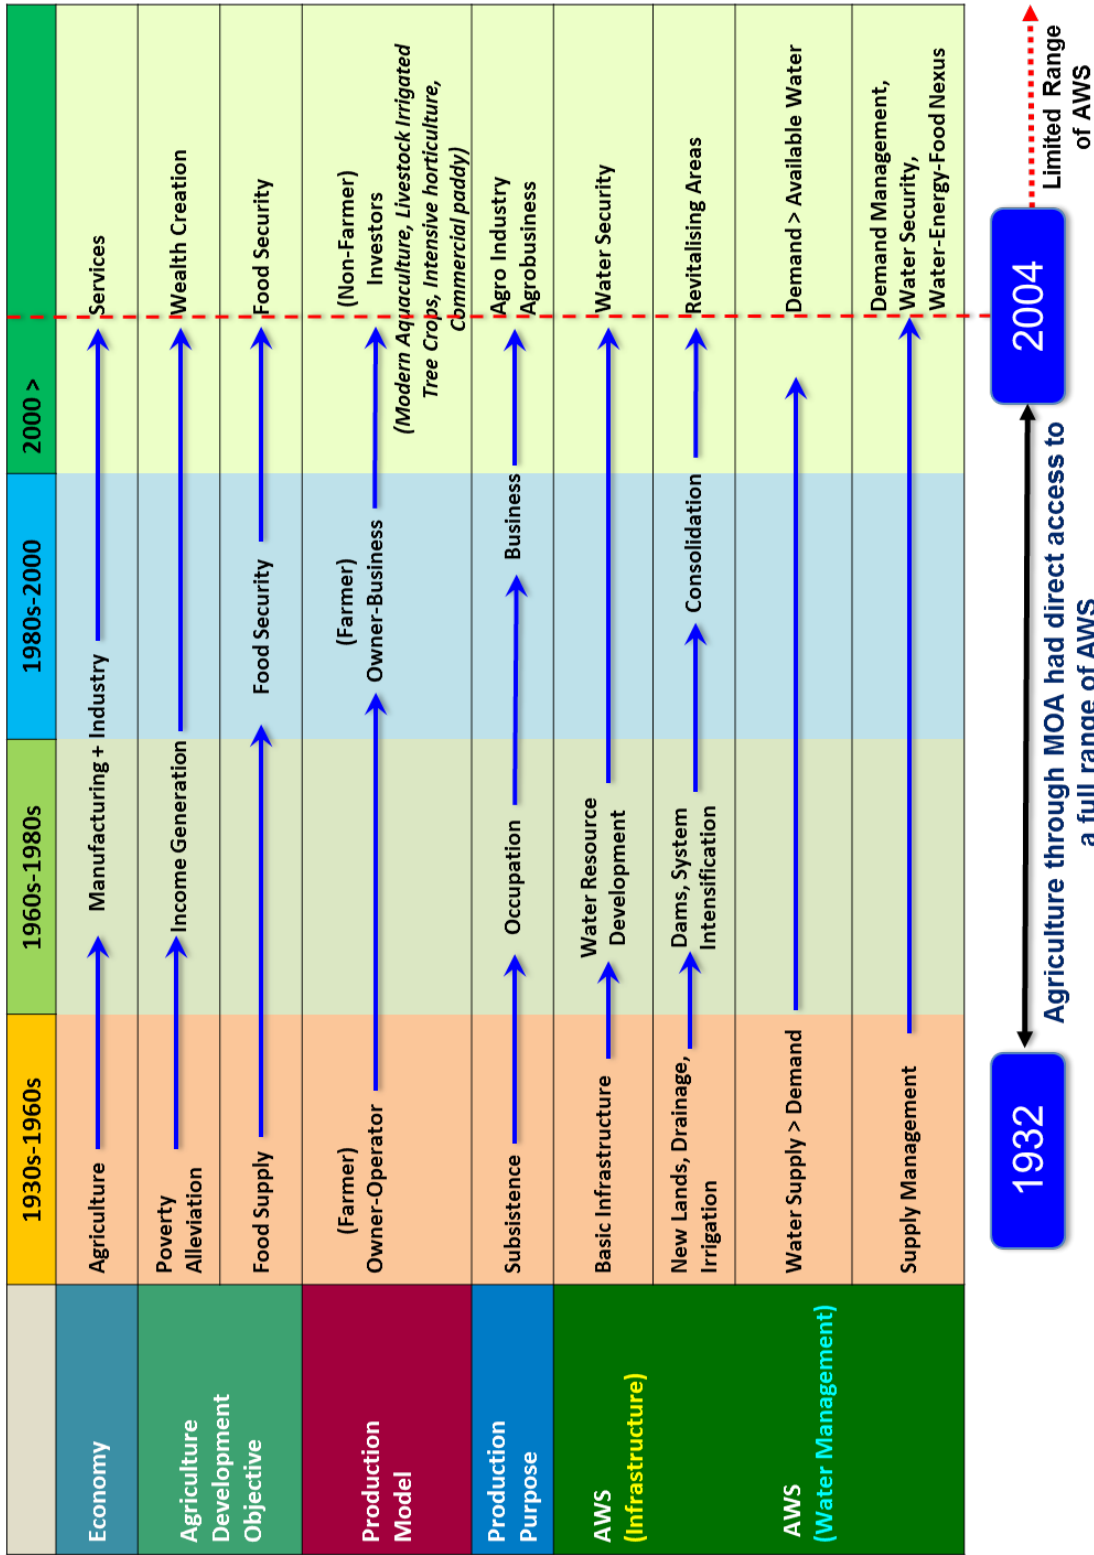 1930s-1960s
1960s-1980s
1980s-2000
2000 >
Economy
Agriculture
Manufacturing + Industry
Services
Agriculture
Development
Objective
Poverty
Alleviation
Income Generation
Wealth Creation
Food Supply
Food Security
Food Security
Production
Model
(Farmer)
Owner-Operator
(Farmer)
Owner-Business
(Non-Farmer)
Investors
(Modern Aquaculture, Livestock Irrigated
Tree Crops, Intensive horticulture,
Commercial paddy)
Production
Purpose
Subsistence
Occupation
Business
Agro Industry
Agrobusiness
AWS
(Infrastructure)
Basic Infrastructure
Water Resource
Development
Water Security
New Lands, Drainage,
Irrigation
Dams, System
Intensification
Consolidation
Revitalising Areas
AWS
(Water Management)
Water Supply > Demand
Demand > Available Water
Supply Management
Demand Management,
Water Security,
Water-Energy-Food Nexus
1932
2004
Agriculture through MOA had direct access to
a full range of AWS
Limited Range
of AWS